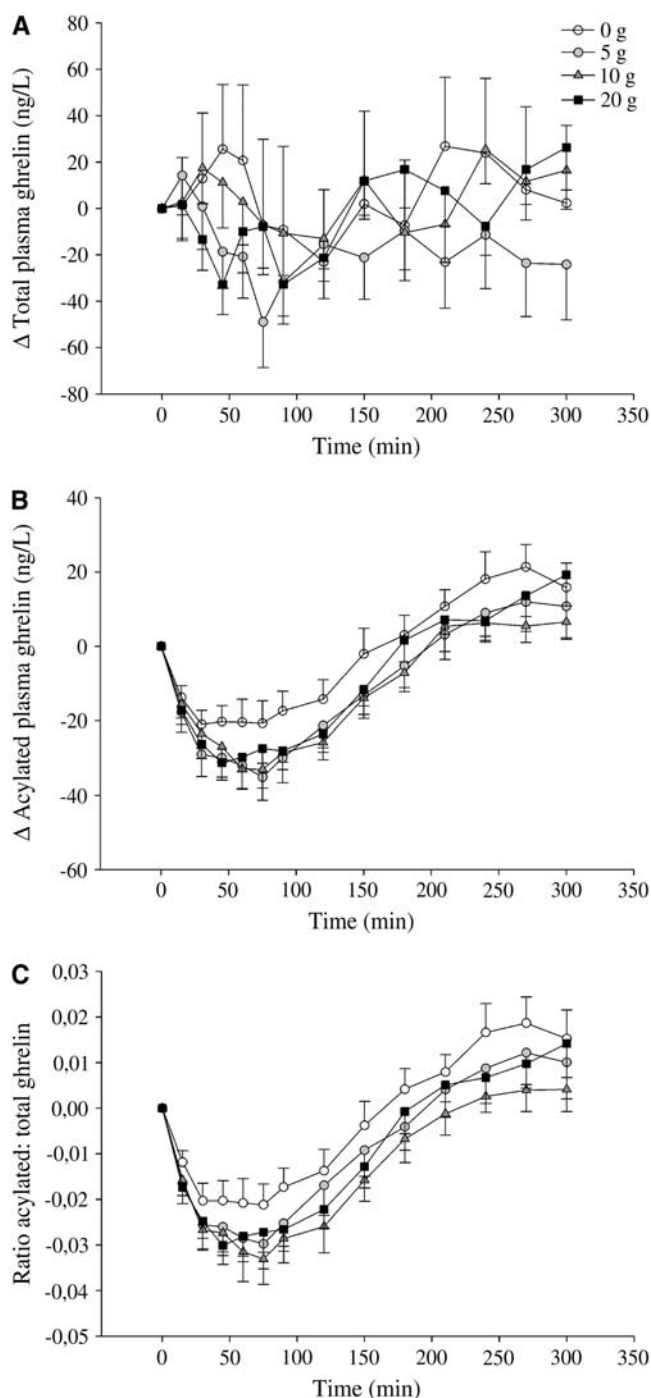 A
0 g
5 g
10 g
20 g
80
60
40
20
0
-20
-40
-60
-80
Δ Total plasma ghrelin (ng/L)
0 50 100 150 200 250 300 350
Time (min)
B
40
20
0
-20
-40
-60
Δ Acylated plasma ghrelin (ng/L)
0 50 100 150 200 250 300 350
Time (min)
C
0,03
0,02
0,01
0,00
-0,01
-0,02
-0,03
-0,04
-0,05
Ratio acylated: total ghrelin
0 50 100 150 200 250 300 350
Time (min)